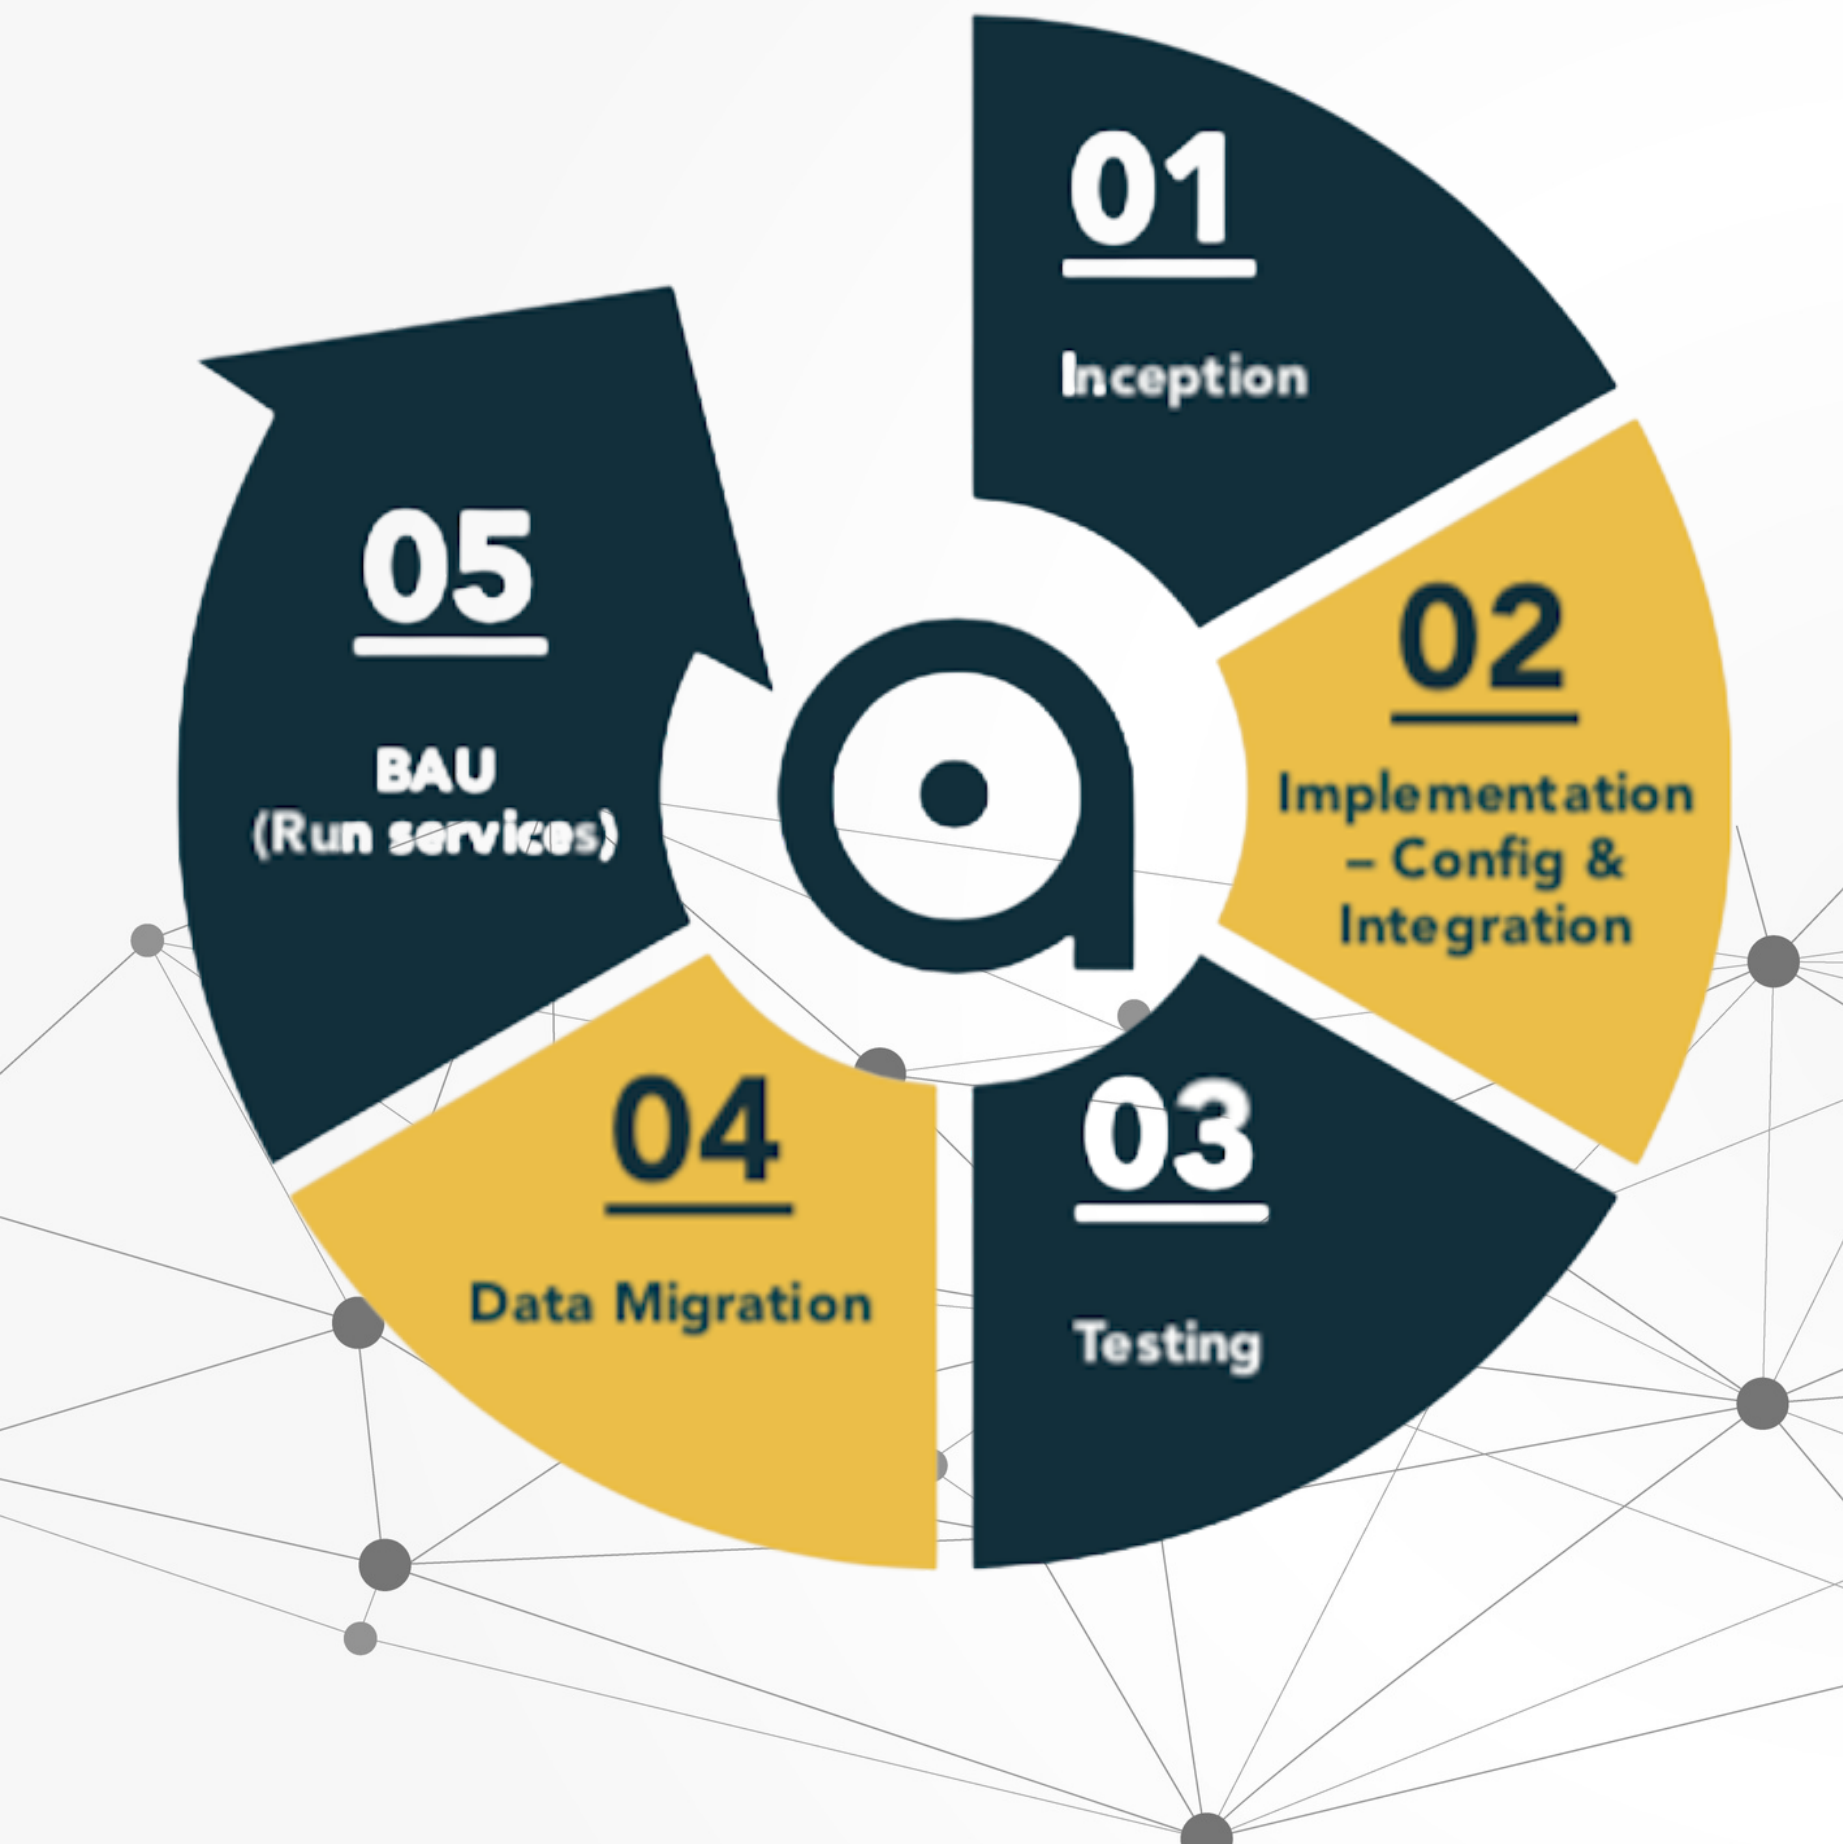 01
Inception
02
Implementation
– Config &
Integration
03
Testing
04
Data Migration
05
BAU
(Run services)
a